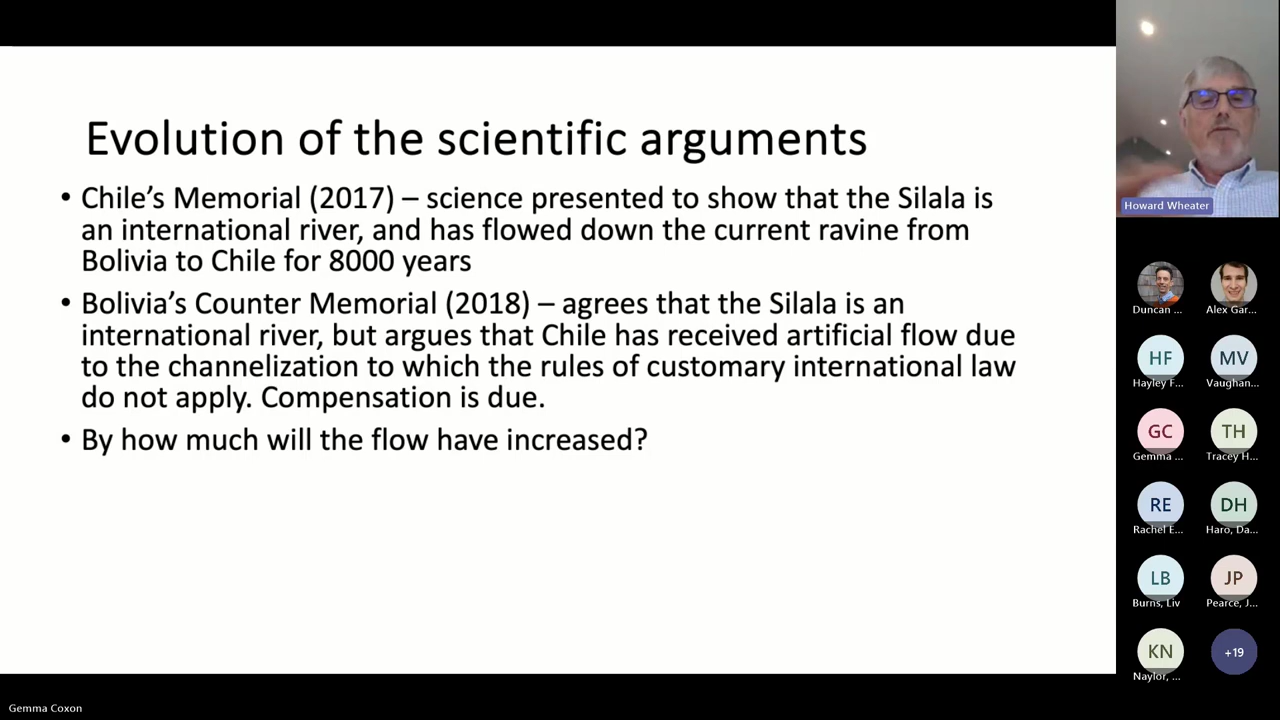 Evolution of the scientific arguments
• Chile’s Memorial (2017) – science presented to show that the Silala is
an international river, and has flowed down the current ravine from
Bolivia to Chile for 8000 years
• Bolivia’s Counter Memorial (2018) – agrees that the Silala is an
international river, but argues that Chile has received artificial flow due
to the channelization to which the rules of customary international law
do not apply. Compensation is due.
• By how much will the flow have increased?
Howard Wheater
Duncan ...
Alex Gar...
HF
MV
Hayley F...
Vaughan...
GC
TH
Gemma ...
Tracey H...
RE
DH
Rachel E...
Haro, Da...
LB
JP
Burns, Liv
Pearce, J...
KN
+19
Naylor, ...
Gemma Coxon